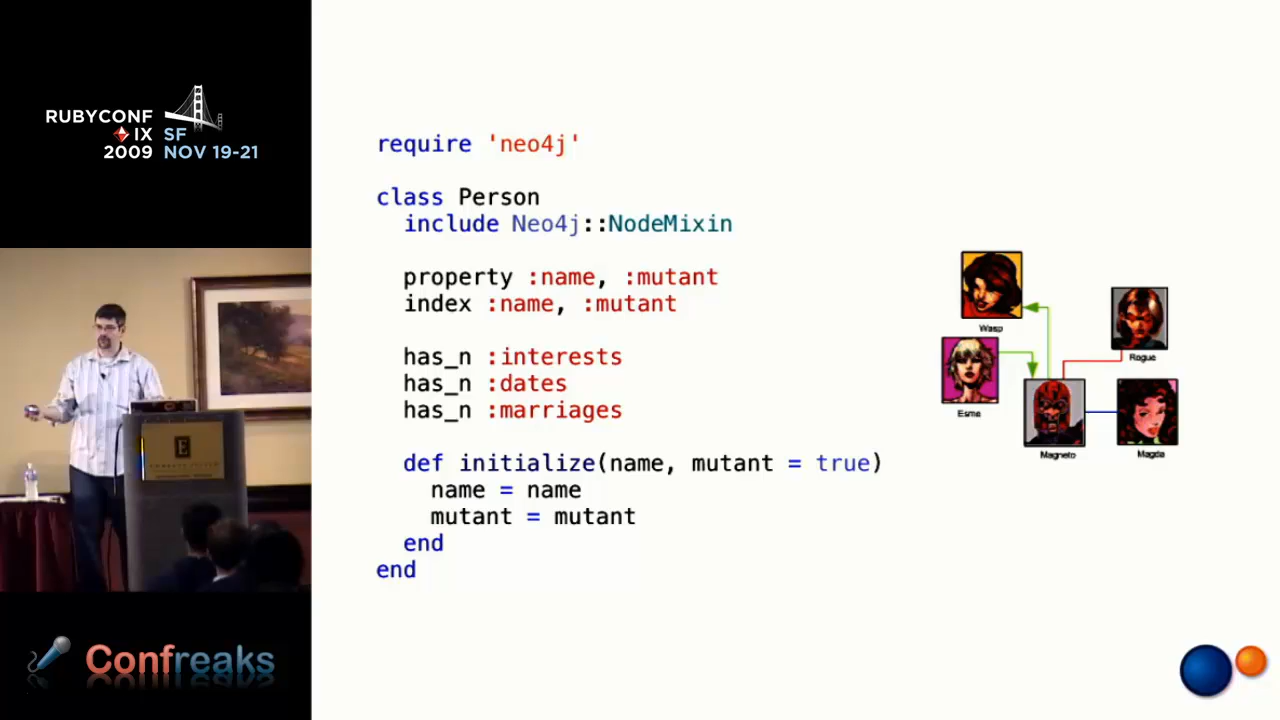 RUBYCONF
IX SF
2009 NOV 19-21
require 'neo4j'
class Person
include Neo4j::NodeMixin
property :name, :mutant
index :name, :mutant
has_n :interests
has_n :dates
has_n :marriages
def initialize(name, mutant = true)
name = name
mutant = mutant
end
end
Wasp
Rogue
Esme
Magneto
Magda
E
Confreaks